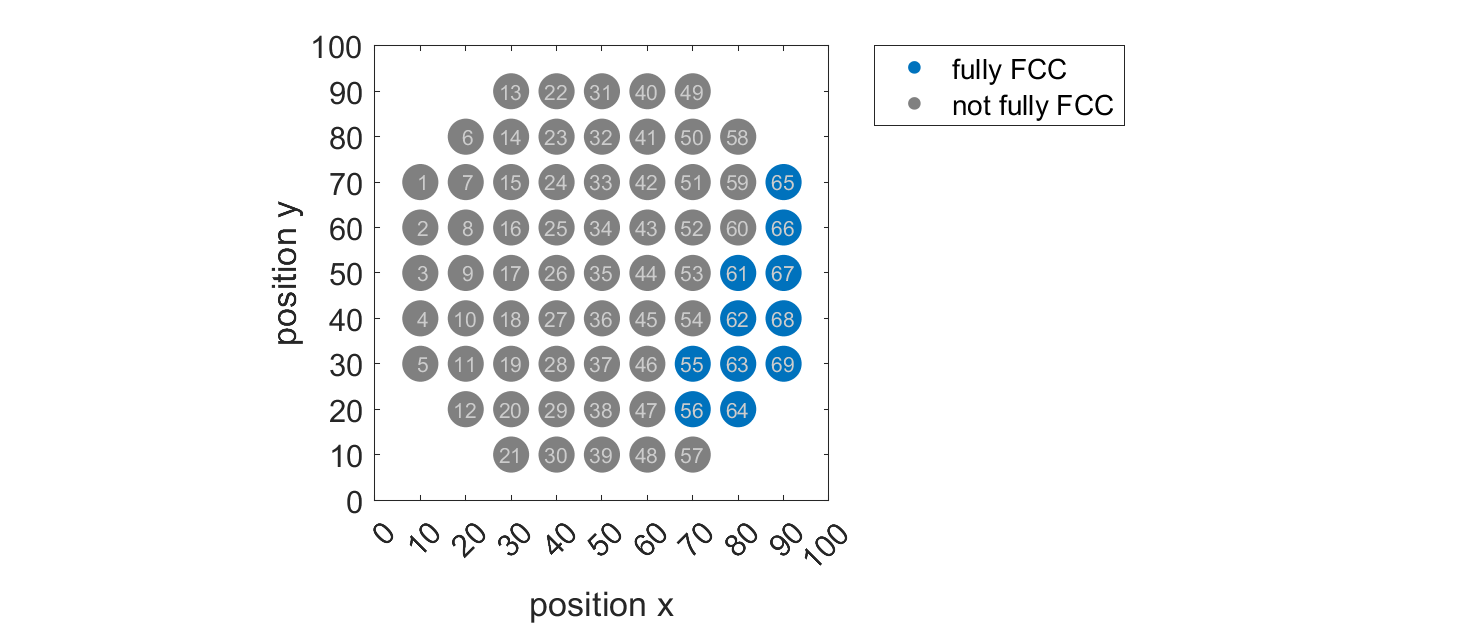 100
fully FCC
90 13 22 31 40 49
not fully FCC
80 6 14 23 32 41 50 58
70 1 7 15 24 33 42 51 59 65
60 2 8 16 25 34 43 52 60 66
50 3 9 17 26 35 44 53 61 67
40 4 10 18 27 36 45 54 62 68
30 5 11 19 28 37 46 55 63 69
20 12 20 29 38 47 56 64
10 21 30 39 48 57
0
position y
0 10 20 30 40 50 60 70 80 90 100
position x